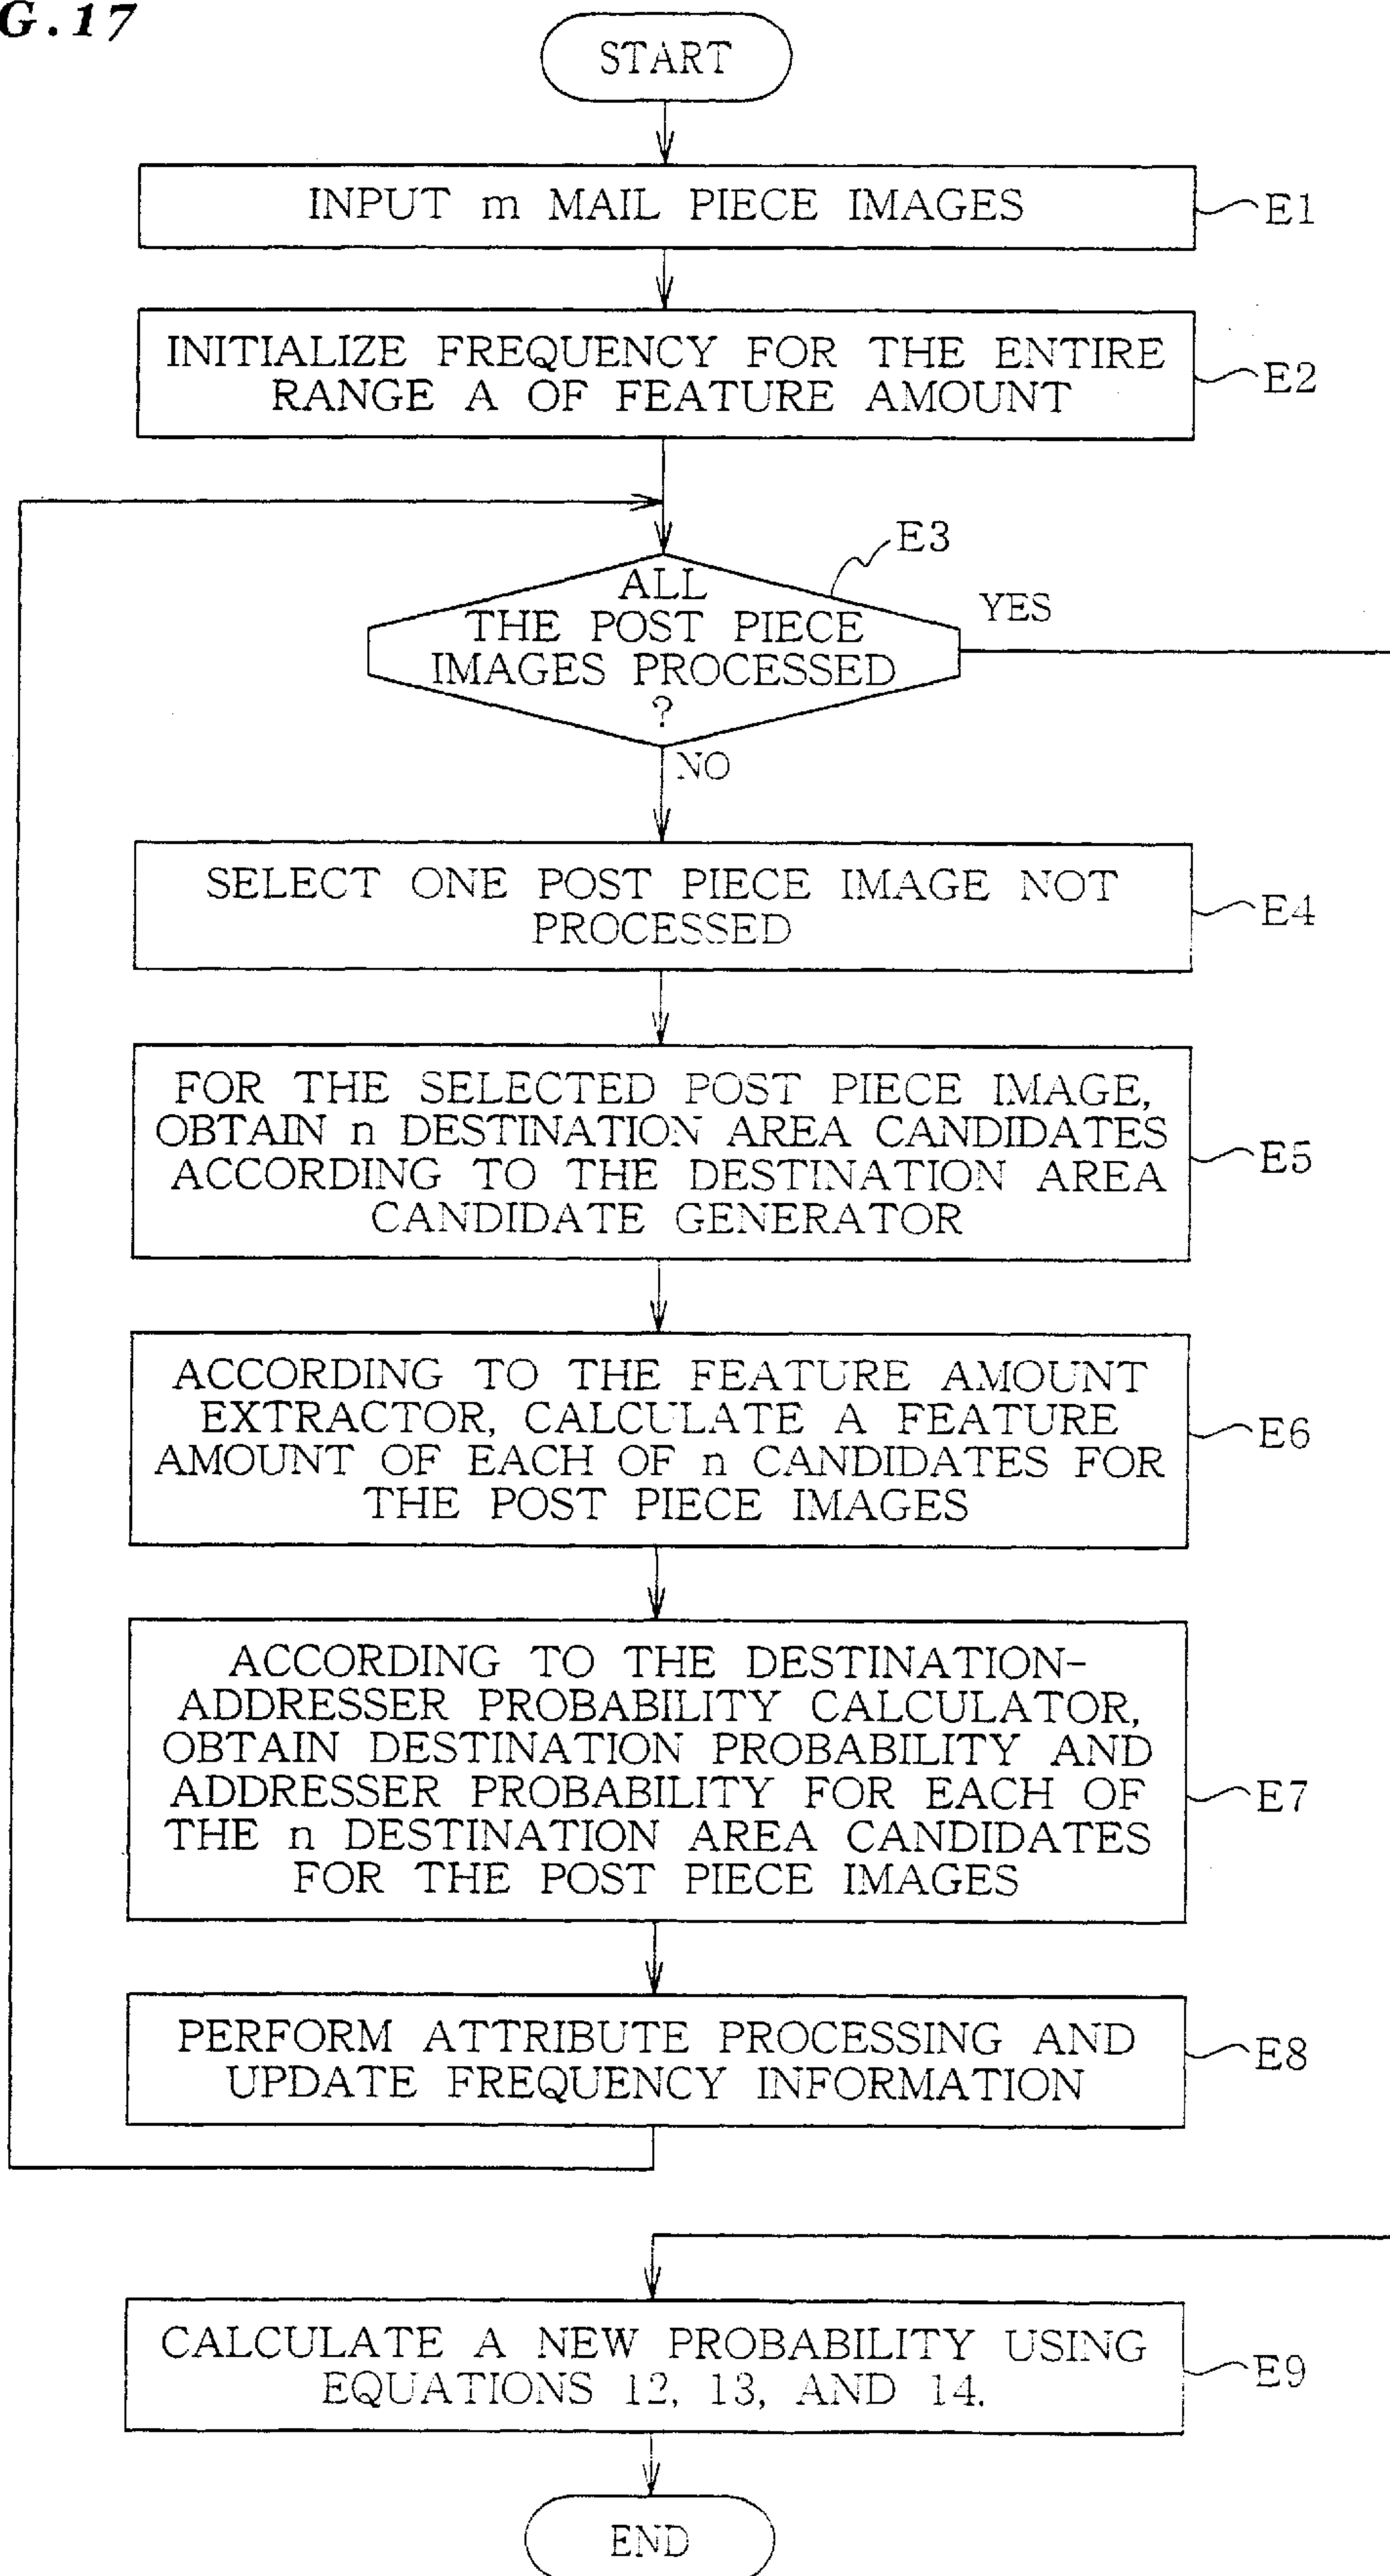 G.17
START
INPUT m MAIL PIECE IMAGES
E1
INITIALIZE FREQUENCY FOR THE ENTIRE
RANGE A OF FEATURE AMOUNT
E2
E3
ALL
THE POST PIECE
IMAGES PROCESSED
?
YES
NO
SELECT ONE POST PIECE IMAGE NOT
PROCESSED
E4
FOR THE SELECTED POST PIECE IMAGE,
OBTAIN n DESTINATION AREA CANDIDATES
ACCORDING TO THE DESTINATION AREA
CANDIDATE GENERATOR
E5
ACCORDING TO THE FEATURE AMOUNT
EXTRACTOR, CALCULATE A FEATURE
AMOUNT OF EACH OF n CANDIDATES FOR
THE POST PIECE IMAGES
E6
ACCORDING TO THE DESTINATION-
ADDRESSER PROBABILITY CALCULATOR,
OBTAIN DESTINATION PROBABILITY AND
ADDRESSER PROBABILITY FOR EACH OF
THE n DESTINATION AREA CANDIDATES
FOR THE POST PIECE IMAGES
E7
PERFORM ATTRIBUTE PROCESSING AND
UPDATE FREQUENCY INFORMATION
E8
CALCULATE A NEW PROBABILITY USING
EQUATIONS 12, 13, AND 14.
E9
END